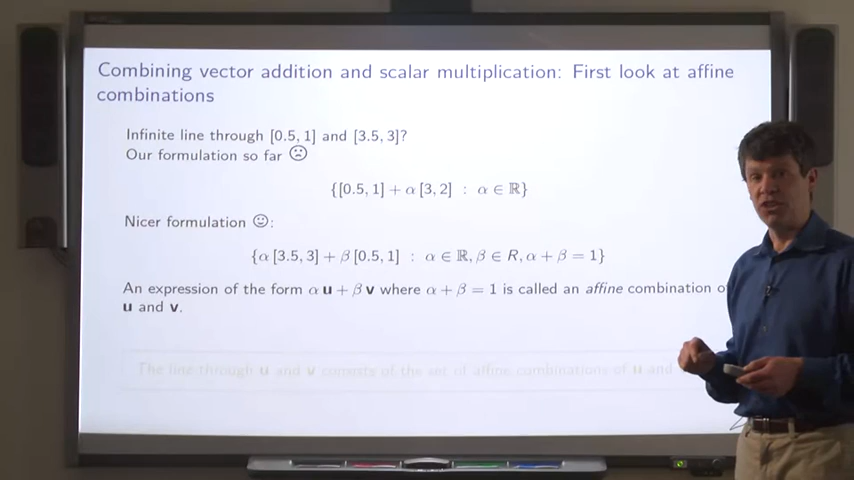 Combining vector addition and scalar multiplication: First look at affine
combinations
Infinite line through [0.5, 1] and [3.5, 3]?
Our formulation so far ☹
{[0.5, 1] + α [3, 2] : α ∈ ℝ}
Nicer formulation ☺:
{α [3.5, 3] + β [0.5, 1] : α ∈ ℝ, β ∈ R, α + β = 1}
An expression of the form α u + β v where α + β = 1 is called an affine combination
u and v.
The line through u and v consists of the set of affine combinations of u and